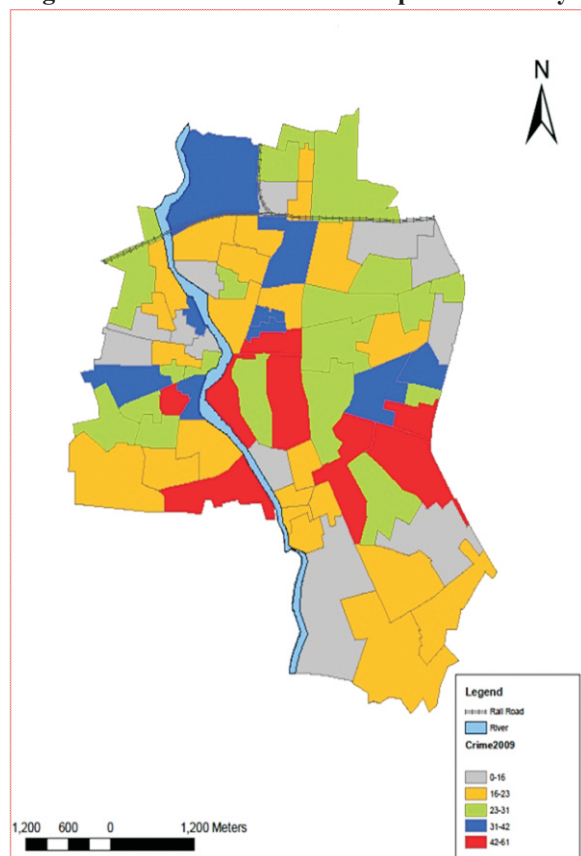 N
Legend
Rail Road
River
Crime2009
0-16
16-23
23-31
31-42
42-61
1,200 600 0 1,200 Meters